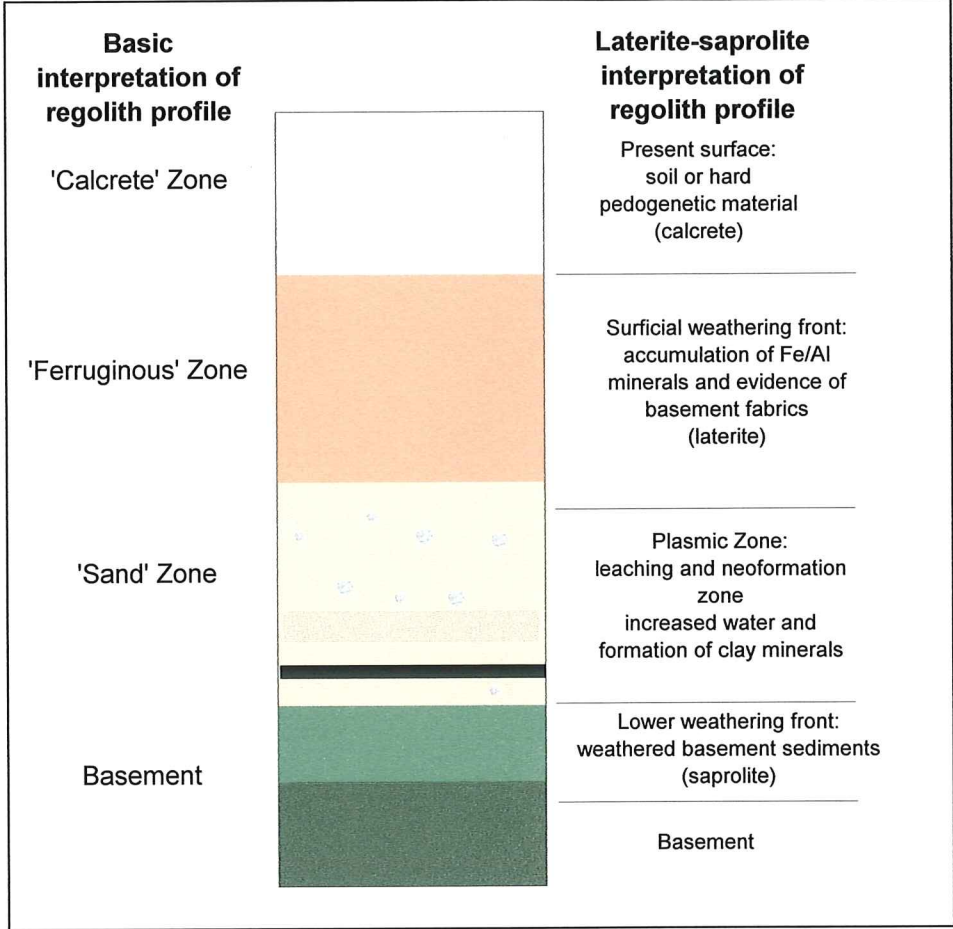 Basic
interpretation of
regolith profile
'Calcrete' Zone
'Ferruginous' Zone
'Sand' Zone
Basement
Laterite-saprolite
interpretation of
regolith profile
Present surface:
soil or hard
pedogenetic material
(calcrete)
Surficial weathering front:
accumulation of Fe/Al
minerals and evidence of
basement fabrics
(laterite)
Plasmic Zone:
leaching and neoformation
zone
increased water and
formation of clay minerals
Lower weathering front:
weathered basement sediments
(saprolite)
Basement